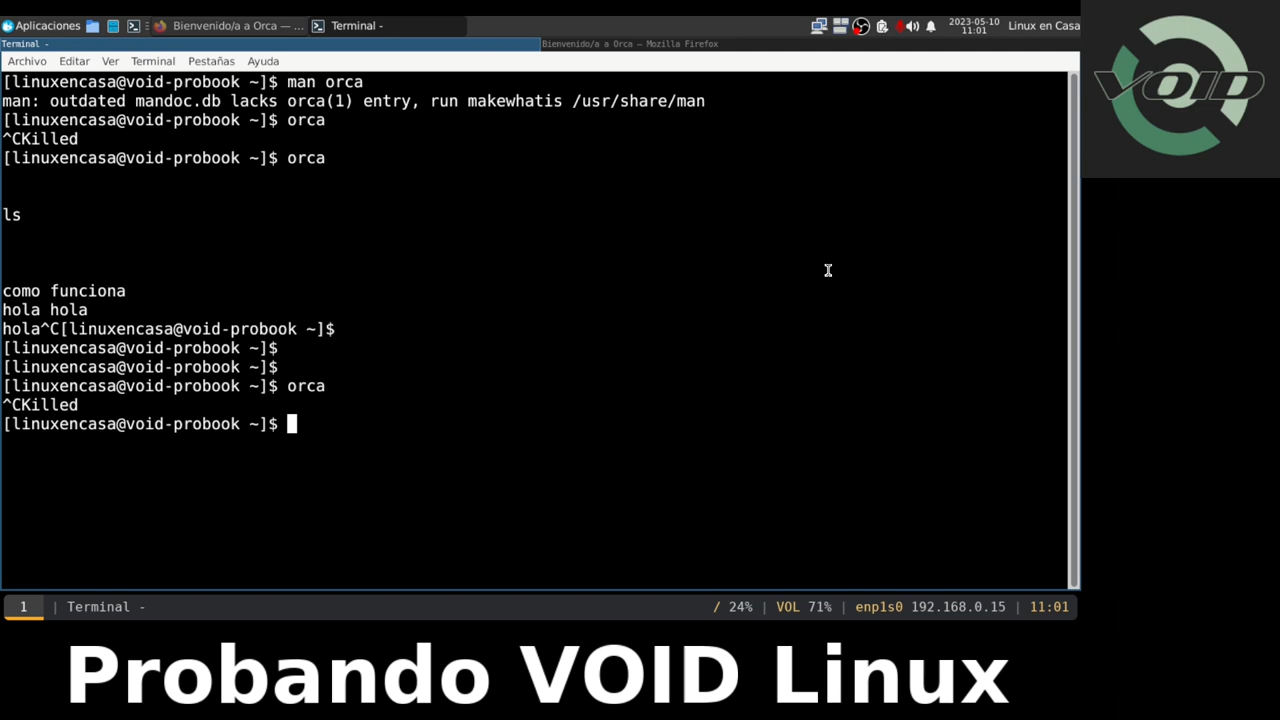 Aplicaciones Bienvenido/a a Orca — ... Terminal - 2023-05-10 11:01 Linux en Casa
Terminal - Bienvenido/a a Orca — Mozilla Firefox
Archivo Editar Ver Terminal Pestañas Ayuda
[linuxencasa@void-probook ~]$ man orca
man: outdated mandoc.db lacks orca(1) entry, run makewhatis /usr/share/man
[linuxencasa@void-probook ~]$ orca
^CKilled
[linuxencasa@void-probook ~]$ orca
ls
como funciona
hola hola
hola^C[linuxencasa@void-probook ~]$
[linuxencasa@void-probook ~]$
[linuxencasa@void-probook ~]$
[linuxencasa@void-probook ~]$ orca
^CKilled
[linuxencasa@void-probook ~]$
1 | Terminal - / 24% | VOL 71% | enp1s0 192.168.0.15 | 11:01
VOID
Probando VOID Linux